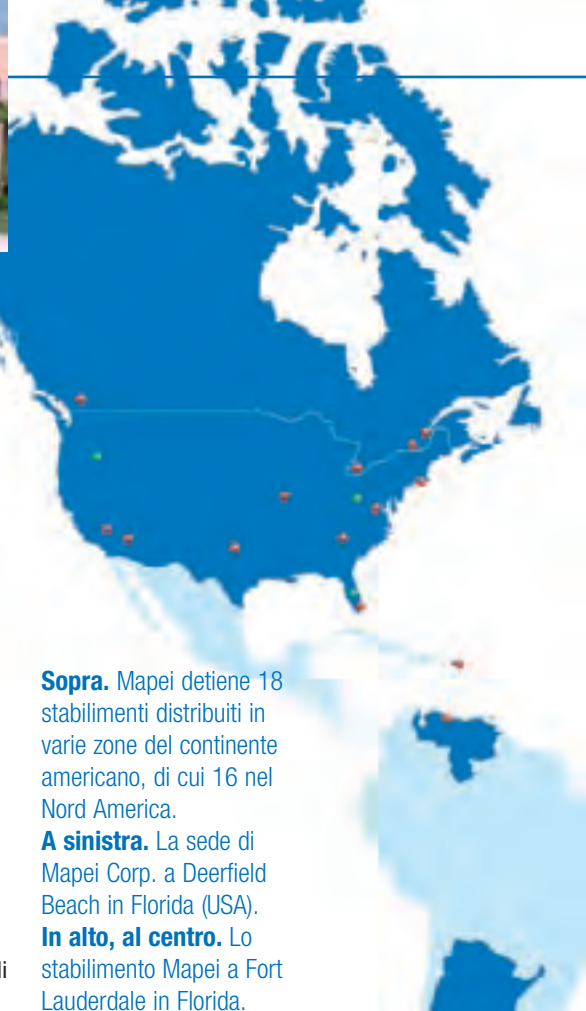 Sopra. Mapei detiene 18
stabilimenti distribuiti in
varie zone del continente
americano, di cui 16 nel
Nord America.
A sinistra. La sede di
Mapei Corp. a Deerfield
Beach in Florida (USA).
In alto, al centro. Lo
stabilimento Mapei a Fort
Lauderdale in Florida.